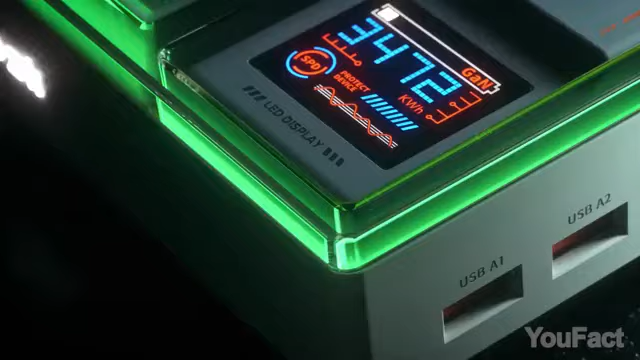 GaN
3472
KWh
SPD
PROTECT
DEVICE
LED DISPLAY
USB A1
USB A2
YouFact